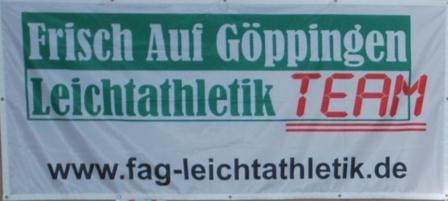 Frisch Auf Göppingen
Leichtathletik TEAM
www.fag-leichtathletik.de